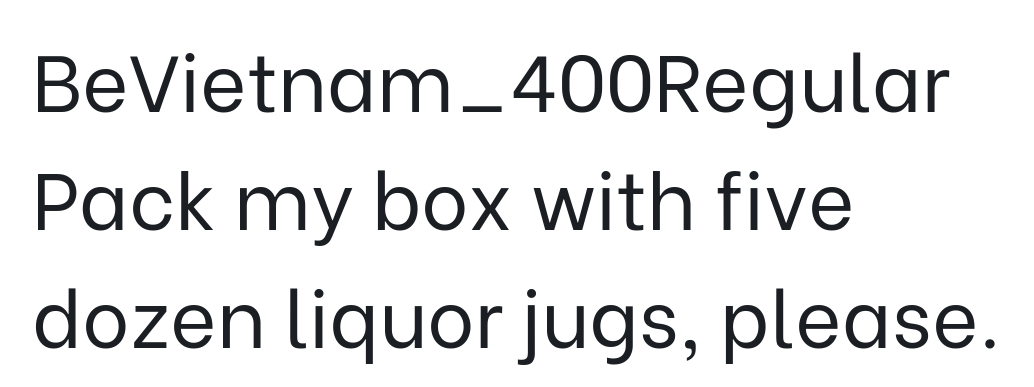 BeVietnam_400Regular
Pack my box with five
dozen liquor jugs, please.